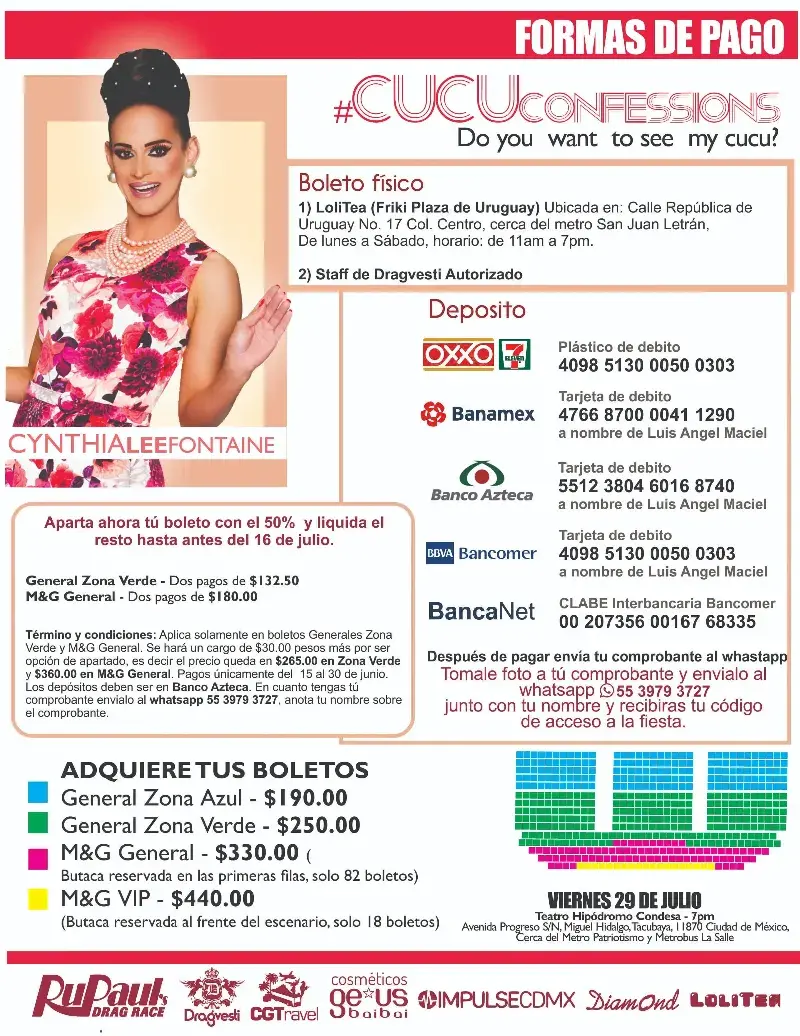 FORMAS DE PAGO
#CUCUCONFESSIONS
Do you want to see my cucu?
Boleto físico
1) LoliTea (Friki Plaza de Uruguay) Ubicada en: Calle República de
Uruguay No. 17 Col. Centro, cerca del metro San Juan Letrán,
De lunes a Sábado, horario: de 11am a 7pm.
2) Staff de Dragvesti Autorizado
CYNTHIALEEFONTAINE
Deposito
OXXO 7 ELEVEN
Plástico de debito
4098 5130 0050 0303
Banamex
Tarjeta de debito
4766 8700 0041 1290
a nombre de Luis Angel Maciel
Banco Azteca
Tarjeta de debito
5512 3804 6016 8740
a nombre de Luis Angel Maciel
BBVA Bancomer
Tarjeta de debito
4098 5130 0050 0303
a nombre de Luis Angel Maciel
BancaNet
CLABE Interbancaria Bancomer
00 207356 00167 68335
Después de pagar envía tu comprobante al whastapp
Tomale foto a tú comprobante y envialo al
whatsapp 55 3979 3727
junto con tu nombre y recibiras tu código
de acceso a la fiesta.
Aparta ahora tú boleto con el 50% y liquida el
resto hasta antes del 16 de julio.
General Zona Verde - Dos pagos de $132.50
M&G General - Dos pagos de $180.00
Término y condiciones: Aplica solamente en boletos Generales Zona
Verde y M&G General. Se hará un cargo de $30.00 pesos más por ser
opción de apartado, es decir el precio queda en $265.00 en Zona Verde
y $360.00 en M&G General. Pagos únicamente del 15 al 30 de junio.
Los depósitos deben ser en Banco Azteca. En cuanto tengas tú
comprobante envialo al whatsapp 55 3979 3727, anota tu nombre sobre
el comprobante.
ADQUIERE TUS BOLETOS
General Zona Azul - $190.00
General Zona Verde - $250.00
M&G General - $330.00 (
Butaca reservada en las primeras filas, solo 82 boletos)
M&G VIP - $440.00
(Butaca reservada al frente del escenario, solo 18 boletos)
VIERNES 29 DE JULIO
Teatro Hipódromo Condesa - 7pm
Avenida Progreso S/N, Miguel Hidalgo, Tacubaya, 11870 Ciudad de México,
Cerca del Metro Patriotismo y Metrobus La Salle
RuPaul's
DRAG RACE
Dragvesti
CGTravel
cosméticos
ge★us
baibai
IMPULSECDMX
Diamond
LOLITEA